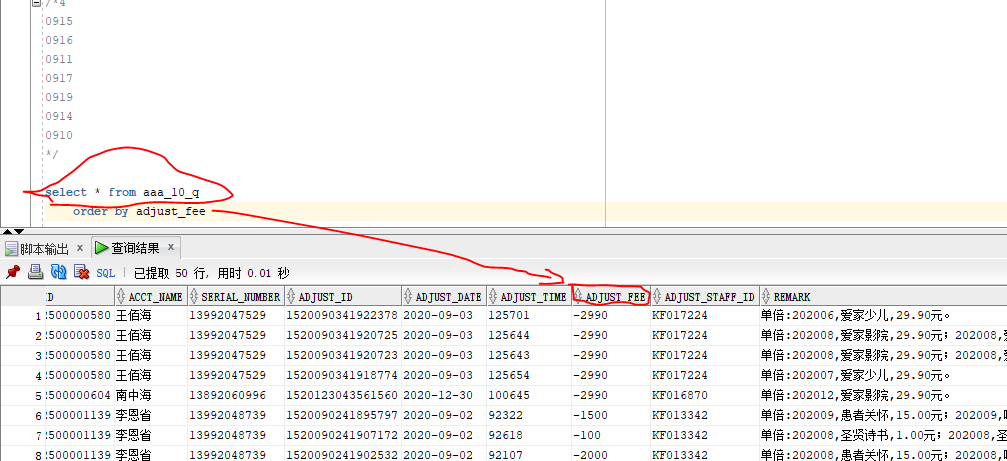 /*4
0915
0916
0911
0917
0919
0914
0910
*/
select * from aaa_10_q
order by adjust_fee
脚本输出 x 查询结果 x
SQL | 已提取 50 行, 用时 0.01 秒
ID ACCT_NAME SERIAL_NUMBER ADJUST_ID ADJUST_DATE ADJUST_TIME ADJUST_FEE ADJUST_STAFF_ID REMARK
1 2500000580 王佰海 13992047529 1520090341922378 2020-09-03 125701 -2990 KF017224 单倍:202006,爱家少儿,29.90元。
2 2500000580 王佰海 13992047529 1520090341920725 2020-09-03 125644 -2990 KF017224 单倍:202008,爱家影院,29.90元; 202008,爱
3 2500000580 王佰海 13992047529 1520090341920723 2020-09-03 125643 -2990 KF017224 单倍:202008,爱家影院,29.90元; 202008,爱
4 2500000580 王佰海 13992047529 1520090341918774 2020-09-03 125654 -2990 KF017224 单倍:202007,爱家少儿,29.90元。
5 2500000604 南中海 13892060996 1520123043561560 2020-12-30 100645 -2990 KF016870 单倍:202012,爱家影院,29.90元。
6 2500001139 李恩省 13992048739 1520090241895797 2020-09-02 92322 -1500 KF013342 单倍:202009,患者关怀,15.00元; 202009,
7 2500001139 李恩省 13992048739 1520090241907172 2020-09-02 92618 -100 KF013342 单倍:202008,圣贤诗书,1.00元; 202008,圣
8 2500001139 李恩省 13992048739 1520090241902532 2020-09-02 92107 -2000 KF013342 单倍:202008,患者关怀,15.00元; 202008,